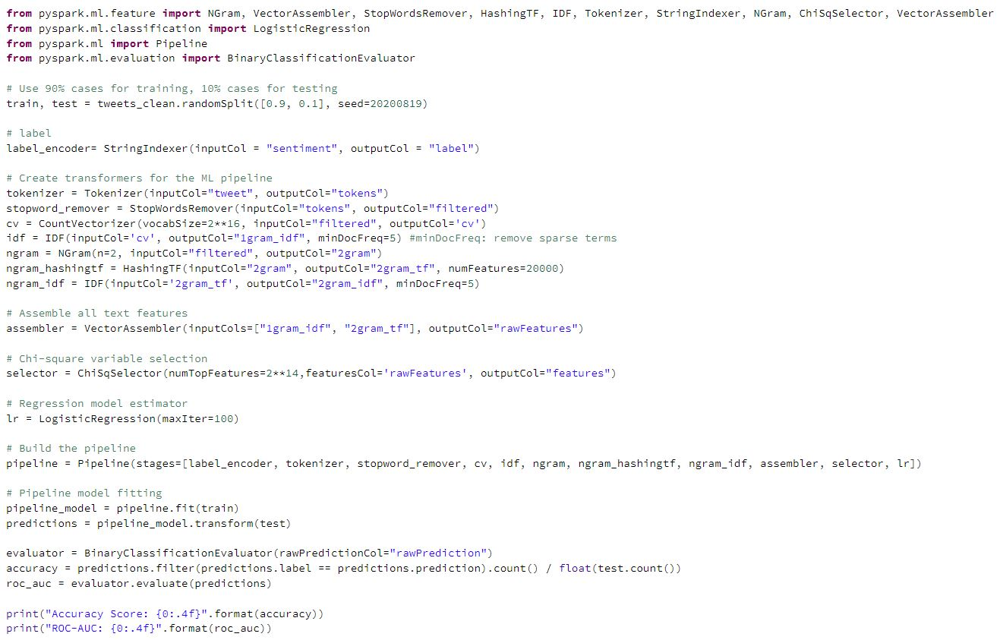 from pyspark.ml.feature import NGram, VectorAssembler, StopWordsRemover, HashingTF, IDF, Tokenizer, StringIndexer, NGram, ChiSqSelector, VectorAssembler
from pyspark.ml.classification import LogisticRegression
from pyspark.ml import Pipeline
from pyspark.ml.evaluation import BinaryClassificationEvaluator

# Use 90% cases for training, 10% cases for testing
train, test = tweets_clean.randomSplit([0.9, 0.1], seed=20200819)

# label
label_encoder= StringIndexer(inputCol = "sentiment", outputCol = "label")

# Create transformers for the ML pipeline
tokenizer = Tokenizer(inputCol="tweet", outputCol="tokens")
stopword_remover = StopWordsRemover(inputCol="tokens", outputCol="filtered")
cv = CountVectorizer(vocabSize=2**16, inputCol="filtered", outputCol='cv')
idf = IDF(inputCol='cv', outputCol="1gram_idf", minDocFreq=5) #minDocFreq: remove sparse terms
ngram = NGram(n=2, inputCol="filtered", outputCol="2gram")
ngram_hashingtf = HashingTF(inputCol="2gram", outputCol="2gram_tf", numFeatures=20000)
ngram_idf = IDF(inputCol='2gram_tf', outputCol="2gram_idf", minDocFreq=5)

# Assemble all text features
assembler = VectorAssembler(inputCols=["1gram_idf", "2gram_tf"], outputCol="rawFeatures")

# Chi-square variable selection
selector = ChiSqSelector(numTopFeatures=2**14,featuresCol='rawFeatures', outputCol="features")

# Regression model estimator
lr = LogisticRegression(maxIter=100)

# Build the pipeline
pipeline = Pipeline(stages=[label_encoder, tokenizer, stopword_remover, cv, idf, ngram, ngram_hashingtf, ngram_idf, assembler, selector, lr])

# Pipeline model fitting
pipeline_model = pipeline.fit(train)
predictions = pipeline_model.transform(test)

evaluator = BinaryClassificationEvaluator(rawPredictionCol="rawPrediction")
accuracy = predictions.filter(predictions.label == predictions.prediction).count() / float(test.count())
roc_auc = evaluator.evaluate(predictions)

print("Accuracy Score: {0:.4f}".format(accuracy))
print("ROC-AUC: {0:.4f}".format(roc_auc))